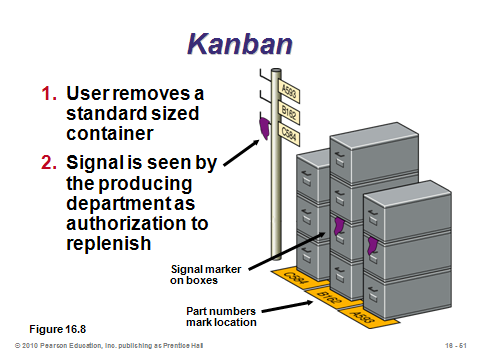 Kanban
1. User removes a
standard sized
container
2. Signal is seen by
the producing
department as
authorization to
replenish
A593
B162
C584
Signal marker
on boxes
Part numbers
mark location
C584
B162
A593
Figure 16.8
© 2010 Pearson Education, Inc. publishing as Prentice Hall
16 - 51